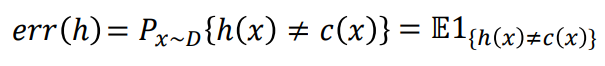 err(h) = P_{x~D}{h(x) ≠ c(x)} = 𝔼1_{{h(x)≠c(x)}}